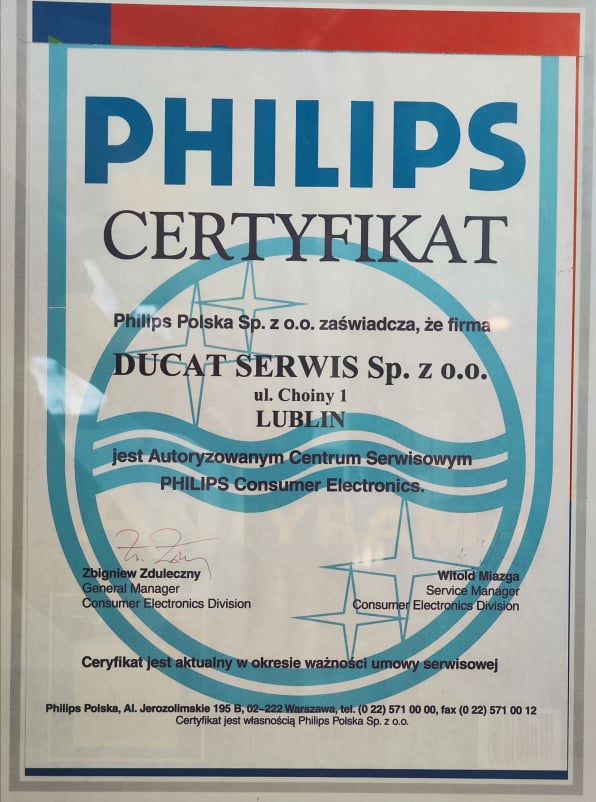 PHILIPS
CERTYFIKAT
Philips Polska Sp. z o.o. zaświadcza, że firma
DUCAT SERWIS Sp. z o.o.
ul. Choiny 1
LUBLIN
jest Autoryzowanym Centrum Serwisowym
PHILIPS Consumer Electronics.
Zbigniew Zduleczny
General Manager
Consumer Electronics Division
Witold Miazga
Service Manager
Consumer Electronics Division
Ceryfikat jest aktualny w okresie ważności umowy serwisowej
Philips Polska, Al. Jerozolimskie 195 B, 02–222 Warszawa, tel. (0 22) 571 00 00, fax (0 22) 571 00 12
Certyfikat jest własnością Philips Polska Sp. z o.o.